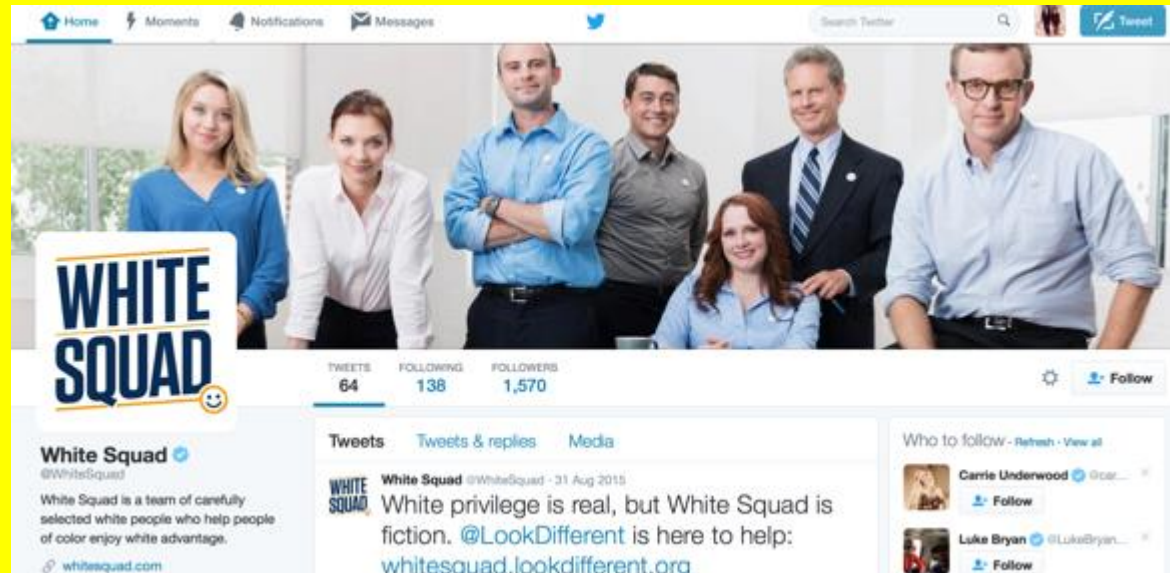 Home Moments Notifications Messages Search Twitter Tweet
WHITE
SQUAD
TWEETS FOLLOWING FOLLOWERS
64 138 1,570
Follow
White Squad
@WhiteSquad
White Squad is a team of carefully
selected white people who help people
of color enjoy white advantage.
whitesquad.com
Tweets Tweets & replies Media
WHITE
SQUAD
White Squad @WhiteSquad · 31 Aug 2015
White privilege is real, but White Squad is
fiction. @LookDifferent is here to help:
whitesquad.lookdifferent.org
Who to follow · Refresh · View all
Carrie Underwood @car...
Follow
Luke Bryan @LukeBryan...
Follow